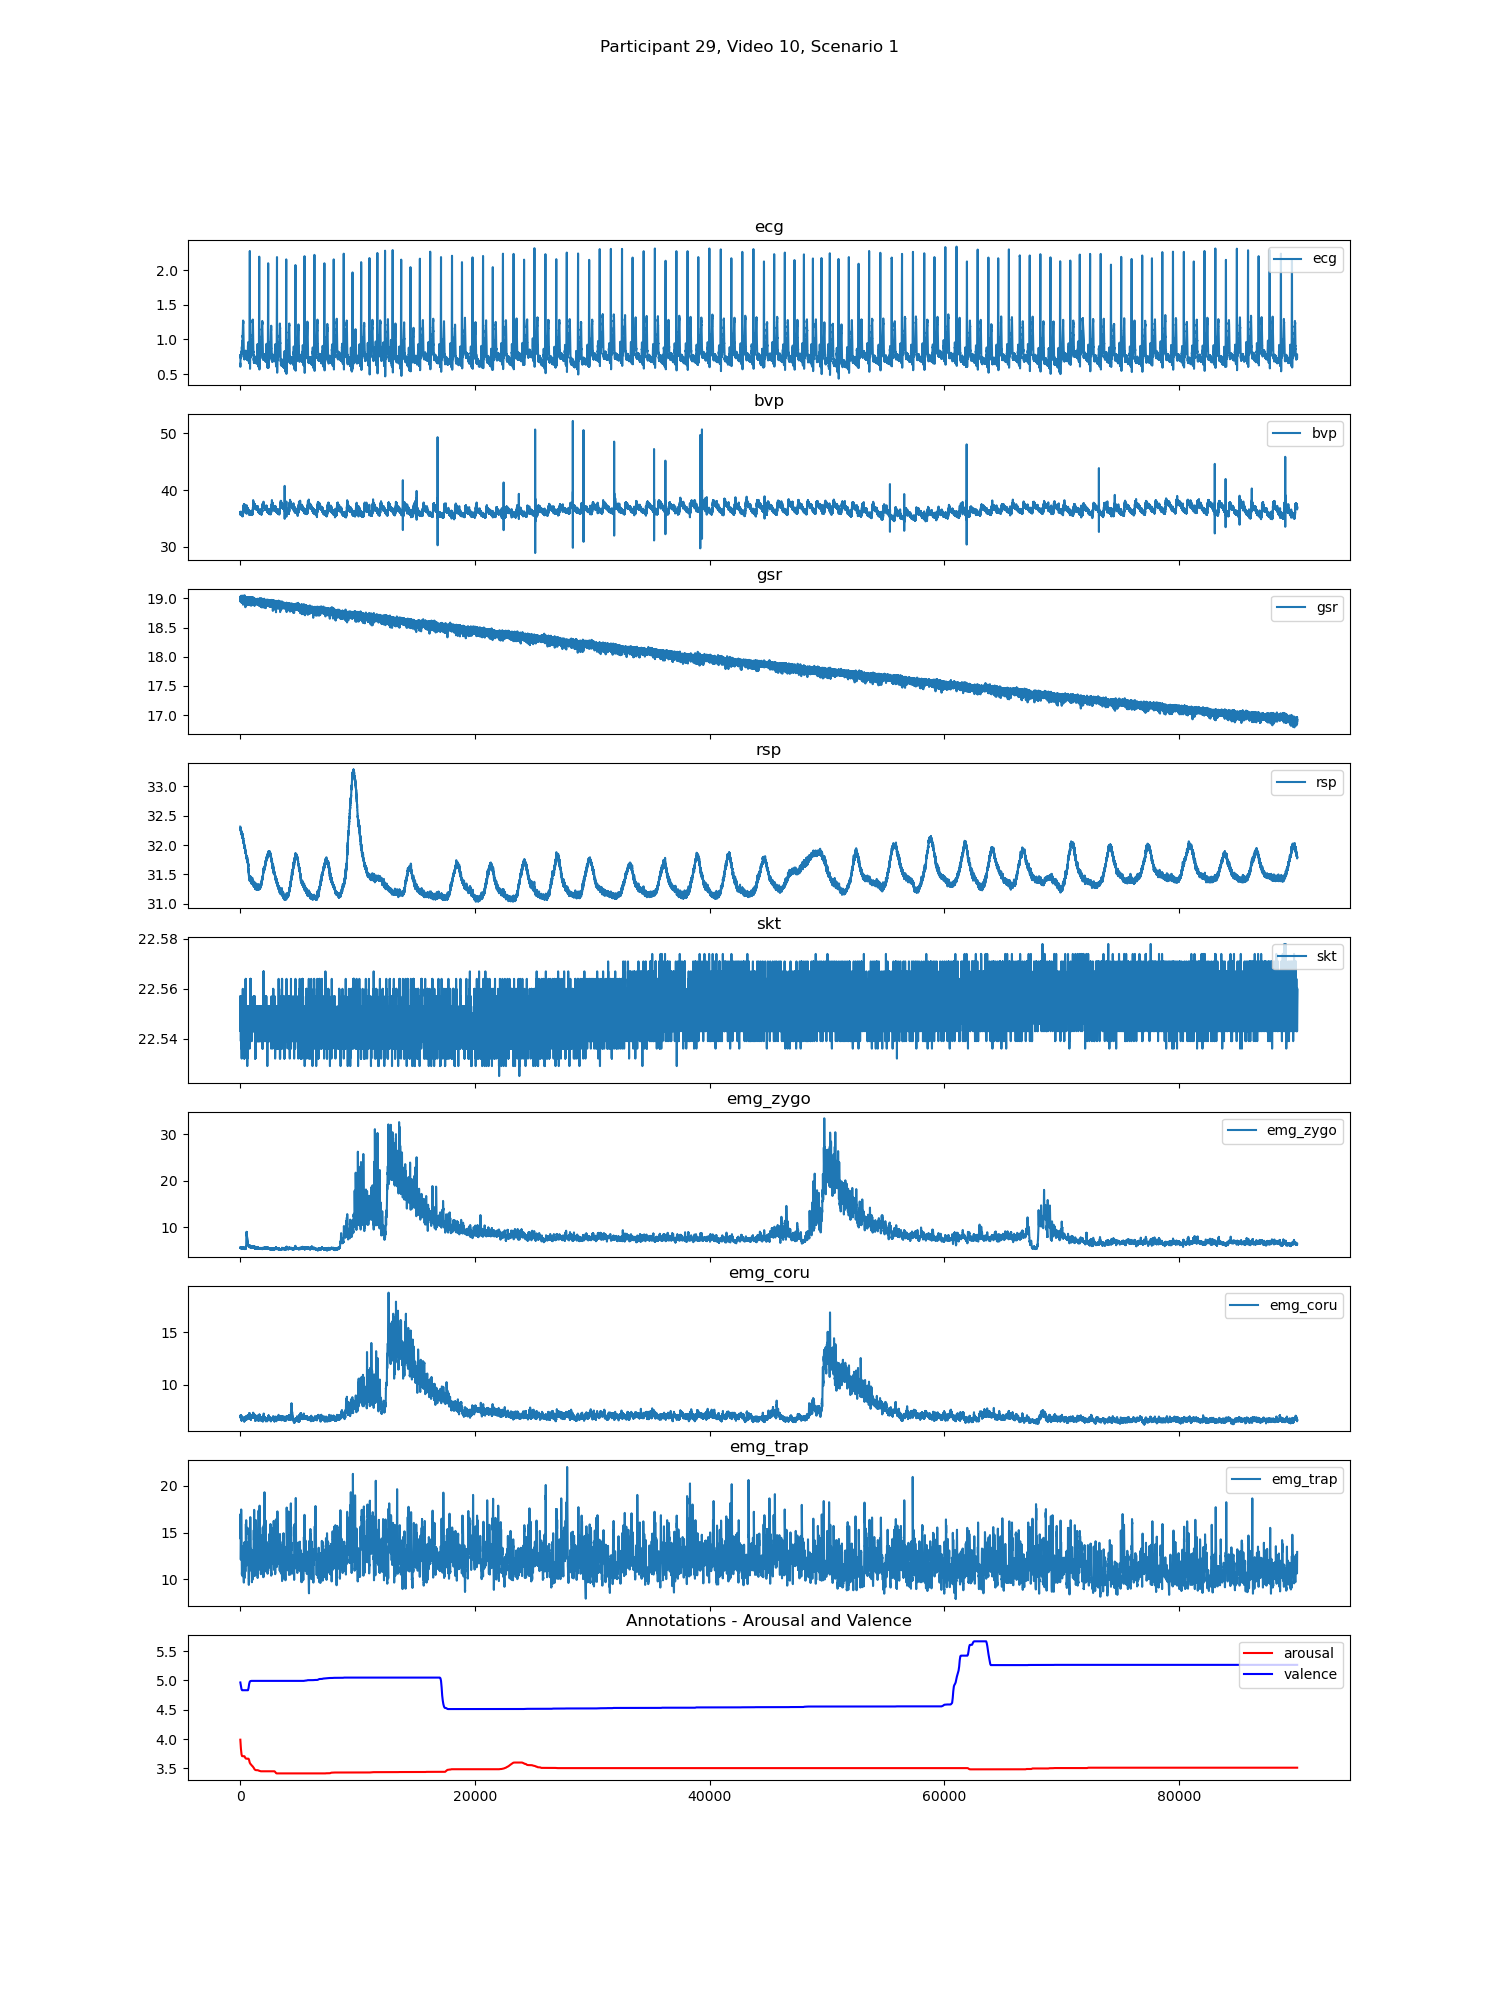 Participant 29, Video 10, Scenario 1
ecg
2.0
1.5
1.0
0.5
ecg
bvp
50
40
30
bvp
gsr
19.0
18.5
18.0
17.5
17.0
gsr
rsp
33.0
32.5
32.0
31.5
31.0
rsp
skt
22.58
22.56
22.54
skt
emg_zygo
30
20
10
emg_zygo
emg_coru
15
10
emg_coru
emg_trap
20
15
10
emg_trap
Annotations - Arousal and Valence
5.5
5.0
4.5
4.0
3.5
arousal
valence
0 20000 40000 60000 80000